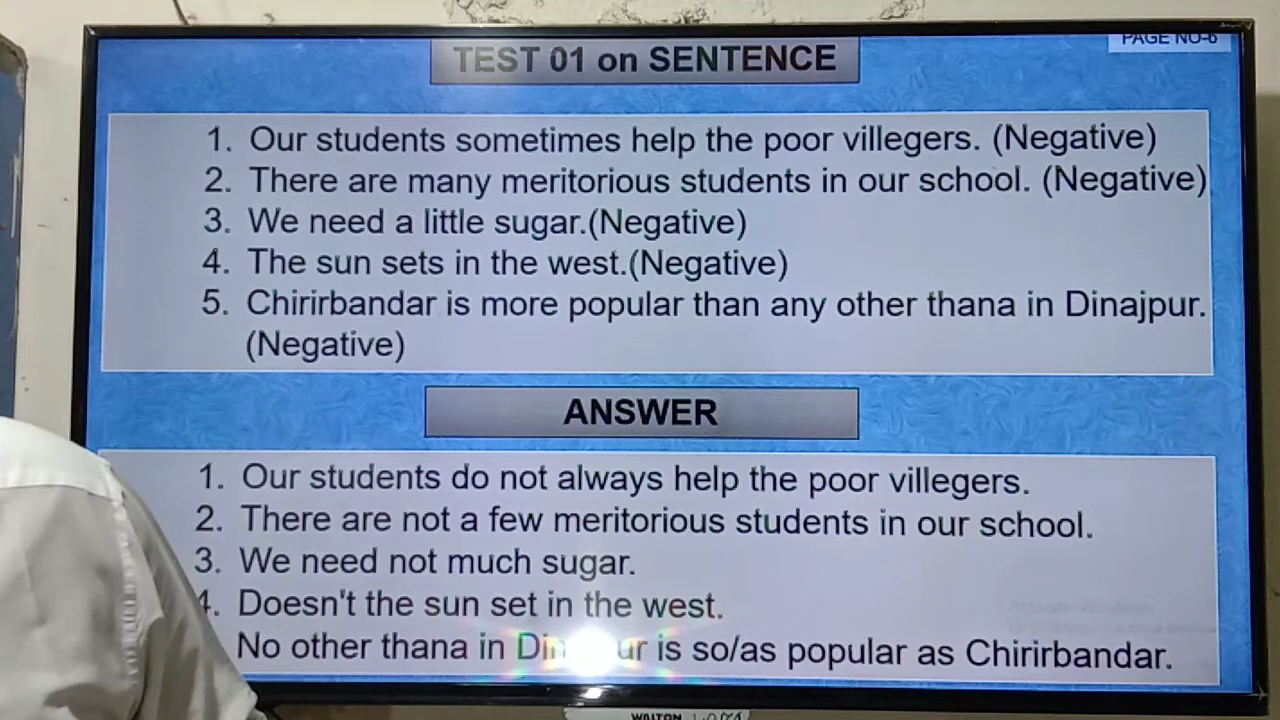 PAGE NO-6
TEST 01 on SENTENCE
1. Our students sometimes help the poor villegers. (Negative)
2. There are many meritorious students in our school. (Negative)
3. We need a little sugar.(Negative)
4. The sun sets in the west.(Negative)
5. Chirirbandar is more popular than any other thana in Dinajpur.
(Negative)
ANSWER
1. Our students do not always help the poor villegers.
2. There are not a few meritorious students in our school.
3. We need not much sugar.
4. Doesn't the sun set in the west.
No other thana in is so/as popular as Chirirbandar.
WALTON